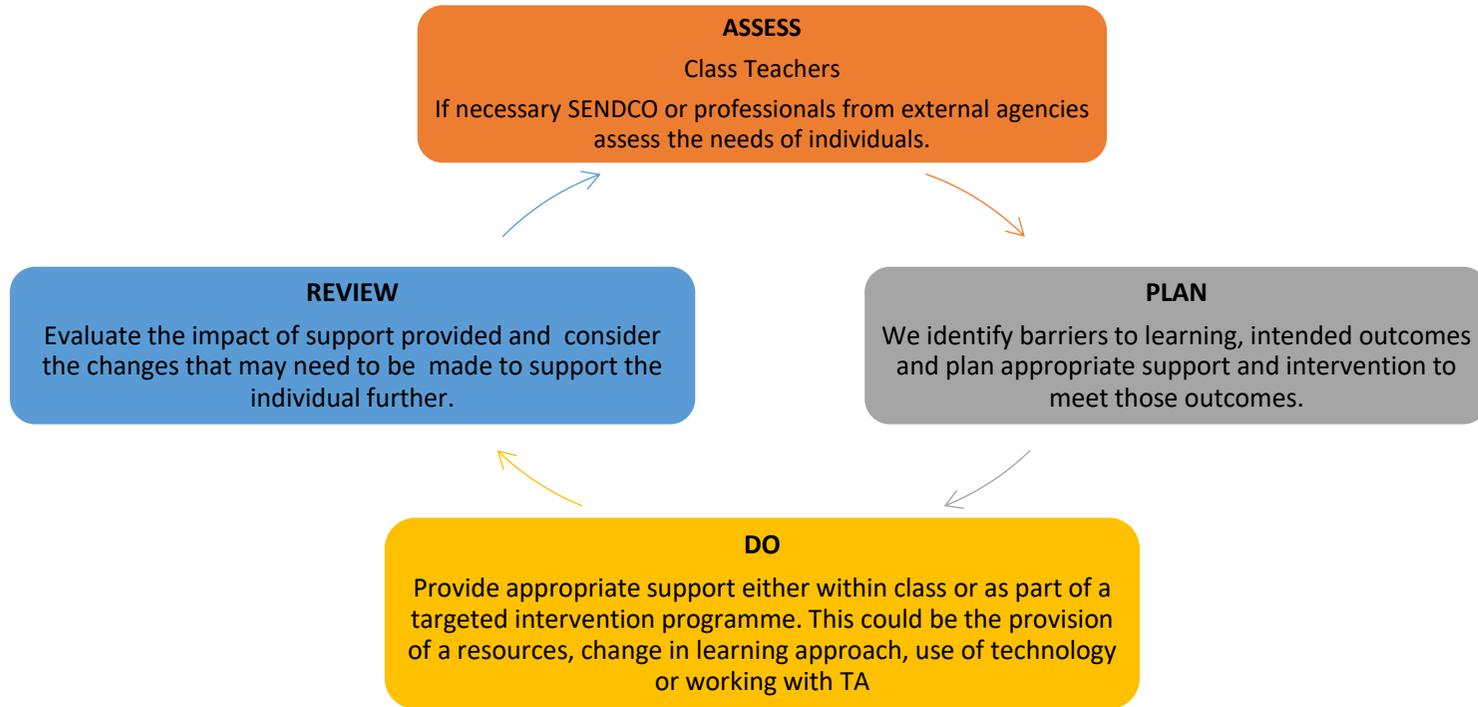 ASSESS
Class Teachers
If necessary SENDCO or professionals from external agencies
assess the needs of individuals.
PLAN
We identify barriers to learning, intended outcomes
and plan appropriate support and intervention to
meet those outcomes.
DO
Provide appropriate support either within class or as part of a
targeted intervention programme. This could be the provision
of a resources, change in learning approach, use of technology
or working with TA
REVIEW
Evaluate the impact of support provided and  consider
the changes that may need to be  made to support the
individual further.